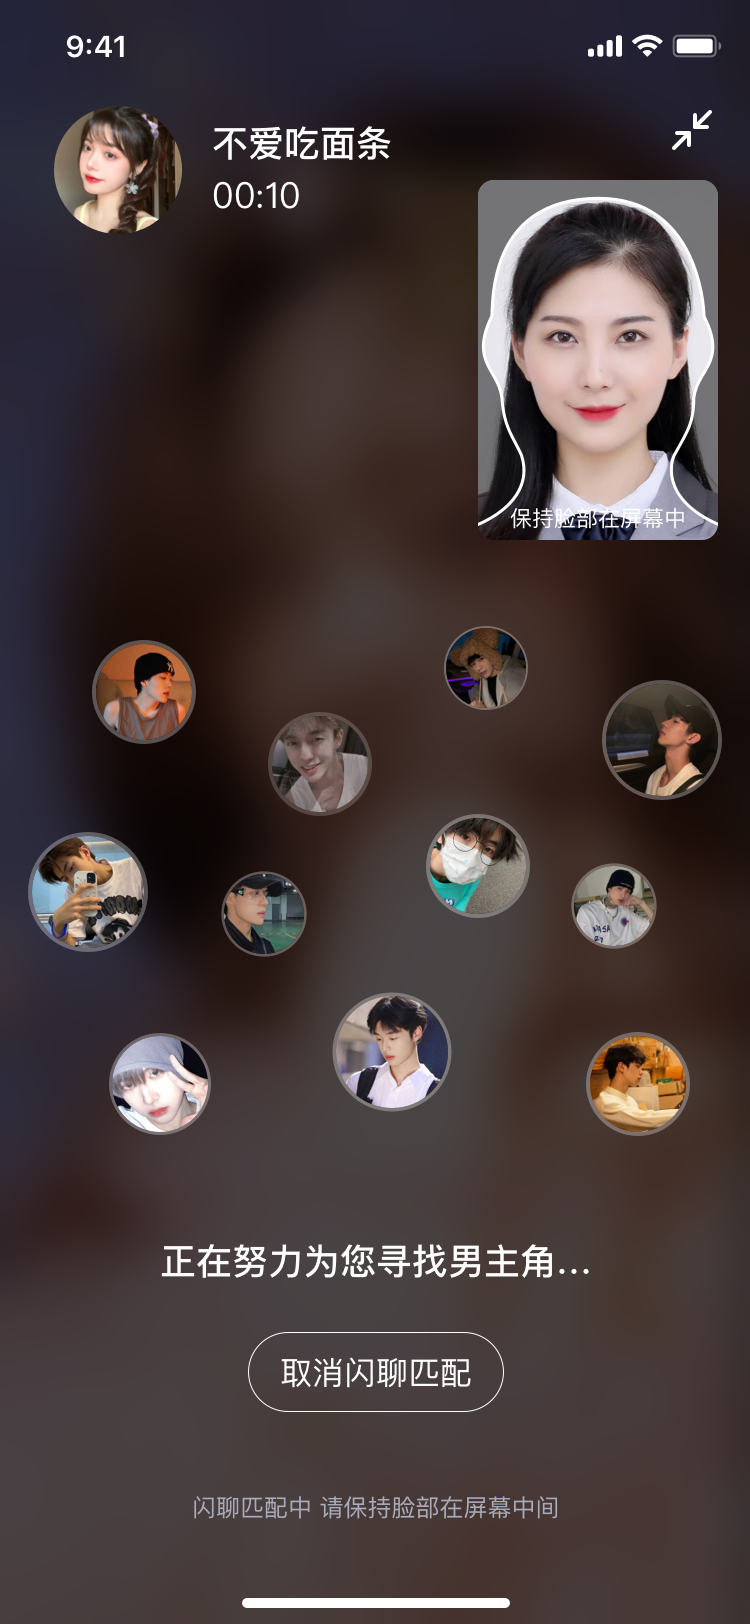 9:41
不爱吃面条
00:10
保持脸部在屏幕中
正在努力为您寻找男主角...
取消闪聊匹配
闪聊匹配中 请保持脸部在屏幕中间